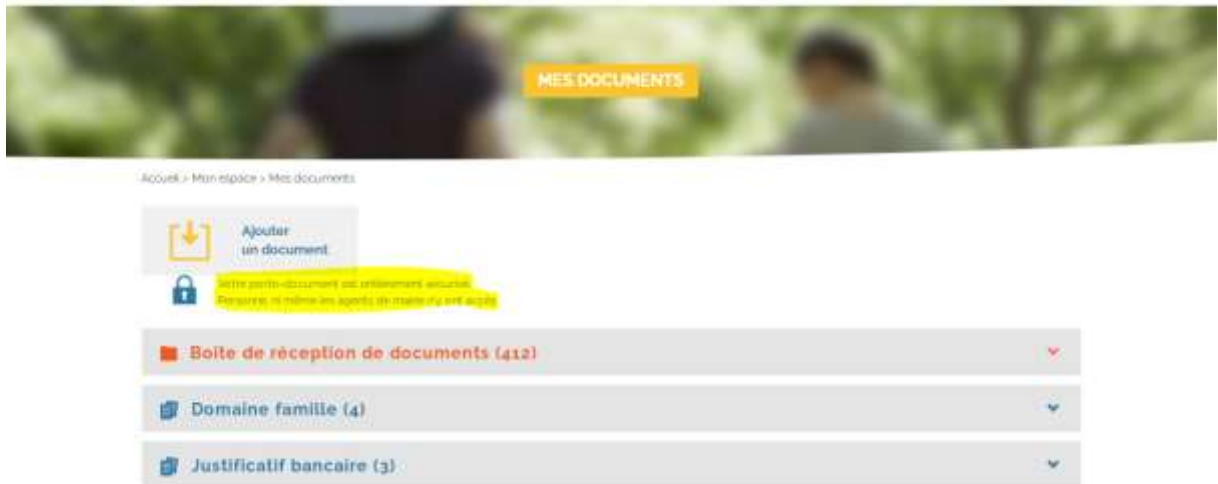 MES DOCUMENTS
Accueil > Mon espace > Mes documents
Ajouter
un document
Votre porte-document est entièrement sécurisé.
Personne, ni même les agents de mairie n'y ont accès
Boîte de réception de documents (412)
Domaine famille (4)
Justificatif bancaire (3)